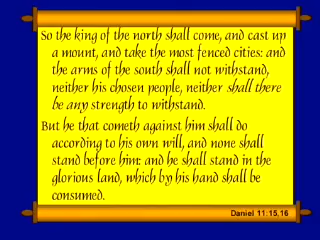 So the king of the north shall come, and cast up
a mount, and take the most fenced cities: and
the arms of the south shall not withstand,
neither his chosen people, neither shall there
be any strength to withstand.
But he that cometh against him shall do
according to his own will, and none shall
stand before him: and he shall stand in the
glorious land, which by his hand shall be
consumed.
Daniel 11:15,16